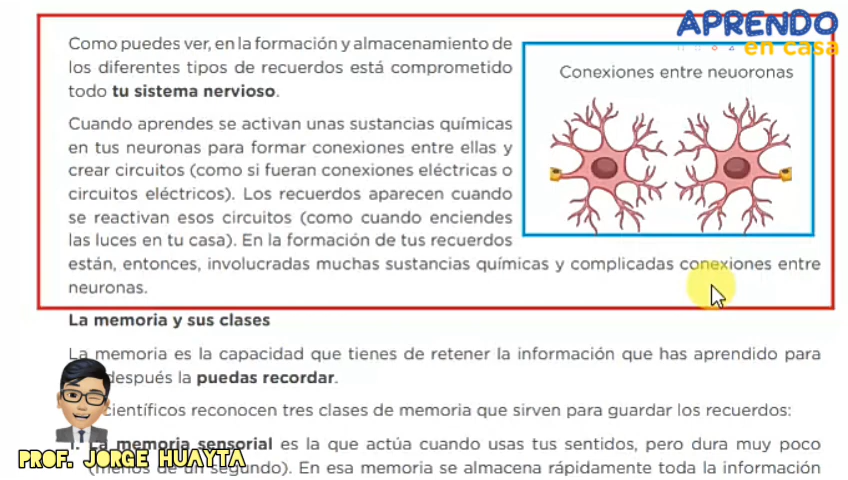 APRENDO
en casa
Como puedes ver, en la formación y almacenamiento de
los diferentes tipos de recuerdos está comprometido
todo tu sistema nervioso.
Cuando aprendes se activan unas sustancias químicas
en tus neuronas para formar conexiones entre ellas y
crear circuitos (como si fueran conexiones eléctricas o
circuitos eléctricos). Los recuerdos aparecen cuando
se reactivan esos circuitos (como cuando enciendes
las luces en tu casa). En la formación de tus recuerdos
están, entonces, involucradas muchas sustancias químicas y complicadas conexiones entre
neuronas.
Conexiones entre neuoronas
La memoria y sus clases
La memoria es la capacidad que tienes de retener la información que has aprendido para
después la puedas recordar.
científicos reconocen tres clases de memoria que sirven para guardar los recuerdos:
1. La memoria sensorial es la que actúa cuando usas tus sentidos, pero dura muy poco
(menos de un segundo). En esa memoria se almacena rápidamente toda la información
PROF. JORGE HUAYTA